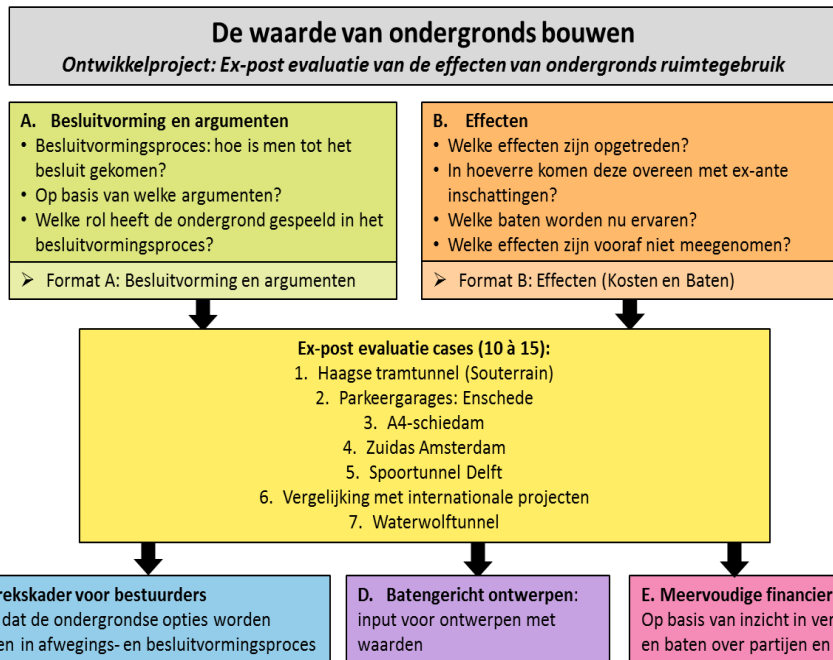 De waarde van ondergronds bouwen
Ontwikkelproject: Ex-post evaluatie van de effecten van ondergronds ruimtegebruik
A. Besluitvorming en argumenten
• Besluitvormingsproces: hoe is men tot het
besluit gekomen?
• Op basis van welke argumenten?
• Welke rol heeft de ondergrond gespeeld in het
besluitvormingsproces?
➢ Format A: Besluitvorming en argumenten
B. Effecten
• Welke effecten zijn opgetreden?
• In hoeverre komen deze overeen met ex-ante
inschattingen?
• Welke baten worden nu ervaren?
• Welke effecten zijn vooraf niet meegenomen?
➢ Format B: Effecten (Kosten en Baten)
Ex-post evaluatie cases (10 à 15):
1. Haagse tramtunnel (Souterrain)
2. Parkeergarages: Enschede
3. A4-schiedam
4. Zuidas Amsterdam
5. Spoortunnel Delft
6. Vergelijking met internationale projecten
7. Waterwolftunnel
voor bestuurders
dat de ondergrondse opties worden
in afwegings- en besluitvormingsproces
D. Batengericht ontwerpen:
input voor ontwerpen met
waarden
E. Meervoudige
Op basis van inzicht in
en baten over partijen en